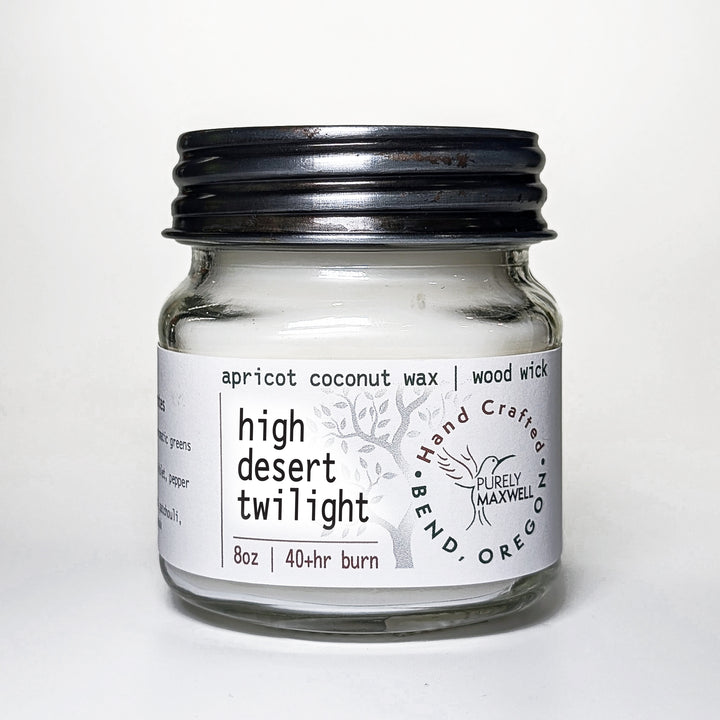 apricot coconut wax | wood wick
high
desert
twilight
8oz | 40+hr burn
Hand Crafted
PURELY
MAXWELL
• BEND, OREGON •
greens
pepper